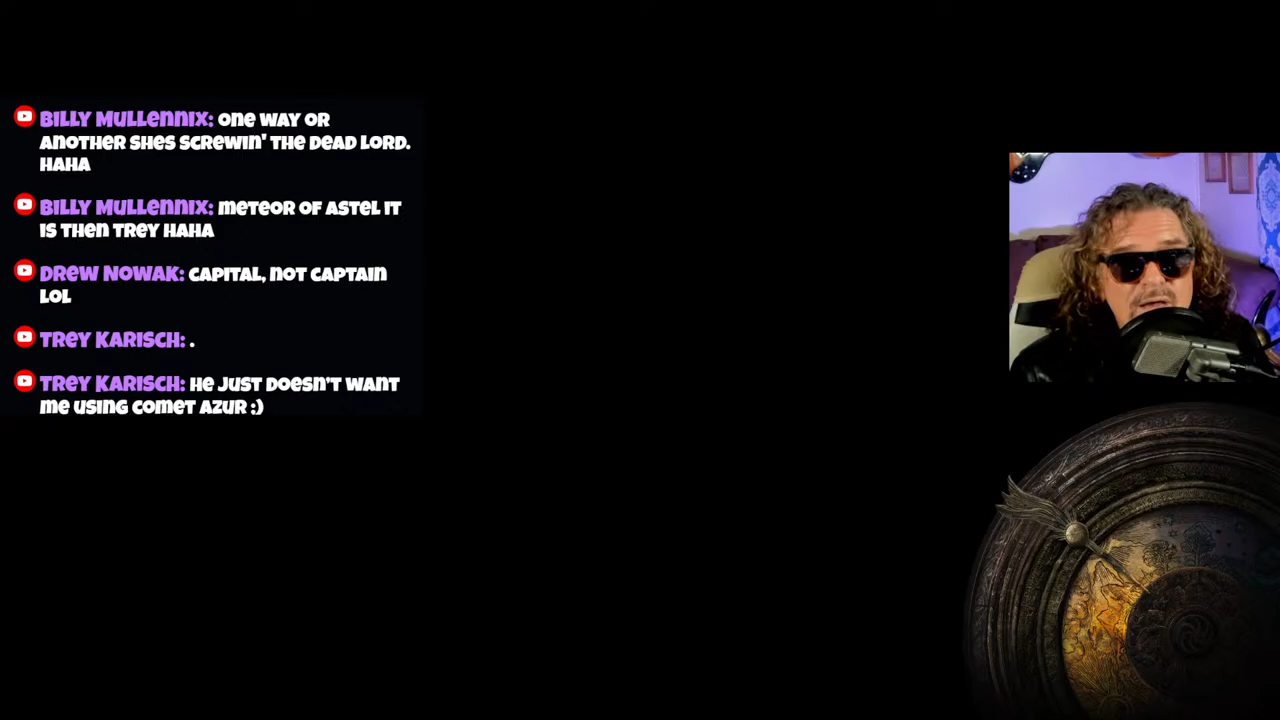 Billy Mullennix: one way or
another shes screwin' the dead lord.
haha
Billy Mullennix: meteor of astel it
is then trey haha
Drew Nowak: capital, not captain
lol
Trey Karisch: .
Trey Karisch: he just doesn't want
me using comet azur :)